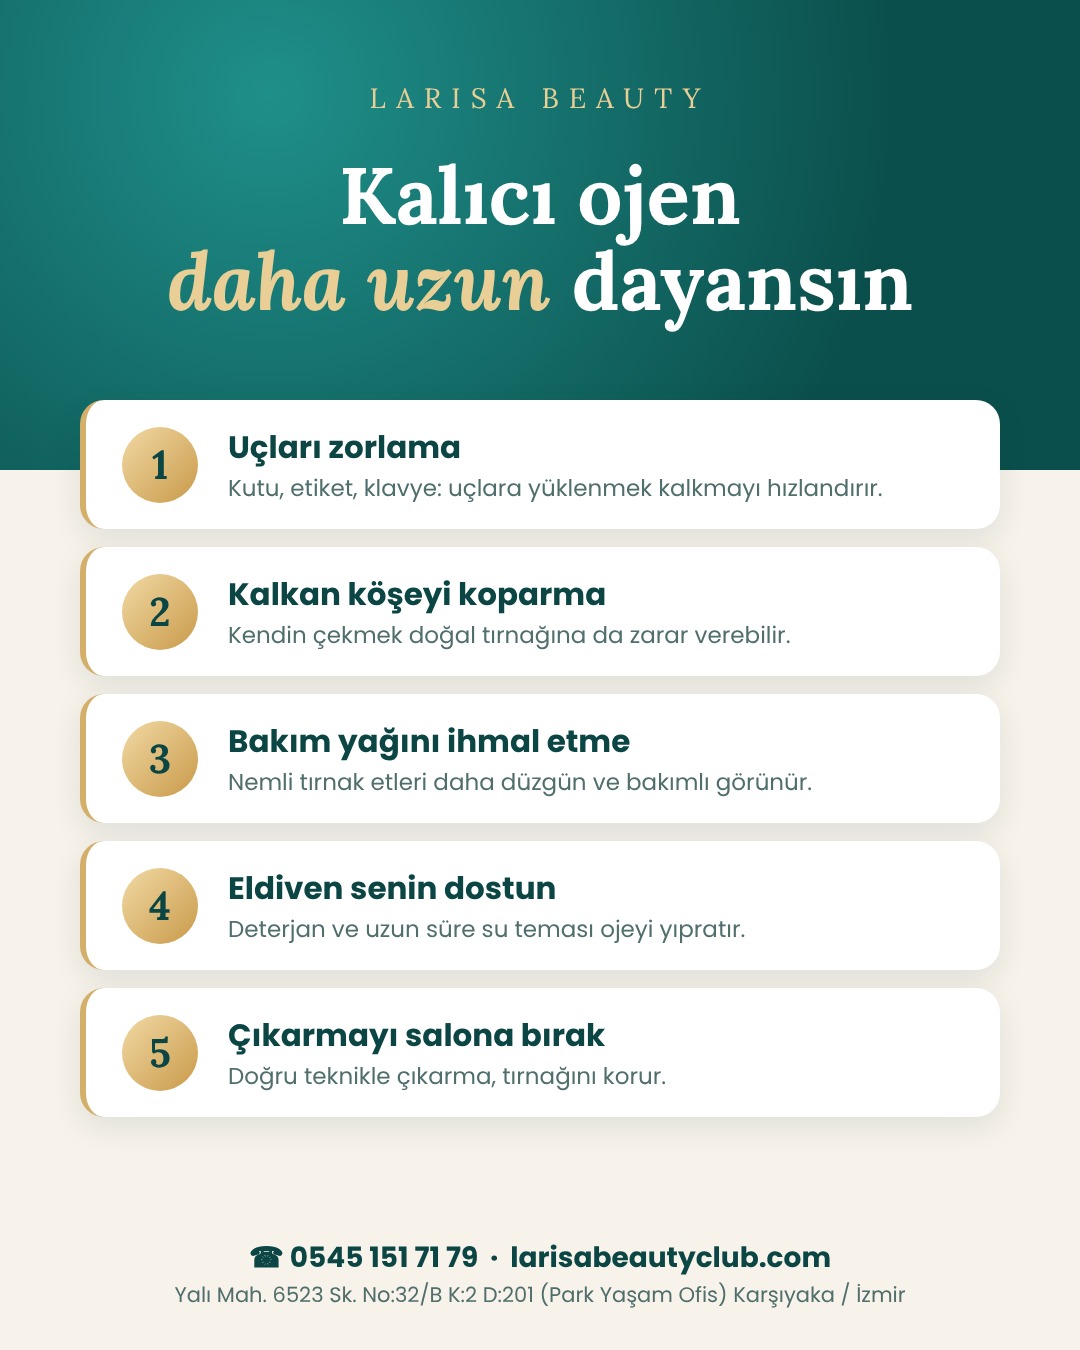 LARISA BEAUTY
Kalıcı ojen
daha uzun dayansın
1
Uçları zorlama
Kutu, etiket, klavye: uçlara yüklenmek kalkmayı hızlandırır.
2
Kalkan köşeyi koparma
Kendin çekmek doğal tırnağına da zarar verebilir.
3
Bakım yağını ihmal etme
Nemli tırnak etleri daha düzgün ve bakımlı görünür.
4
Eldiven senin dostun
Deterjan ve uzun süre su teması ojeyi yıpratır.
5
Çıkarmayı salona bırak
Doğru teknikle çıkarma, tırnağını korur.
☎ 0545 151 71 79 · larisabeautyclub.com
Yalı Mah. 6523 Sk. No:32/B K:2 D:201 (Park Yaşam Ofis) Karşıyaka / İzmir